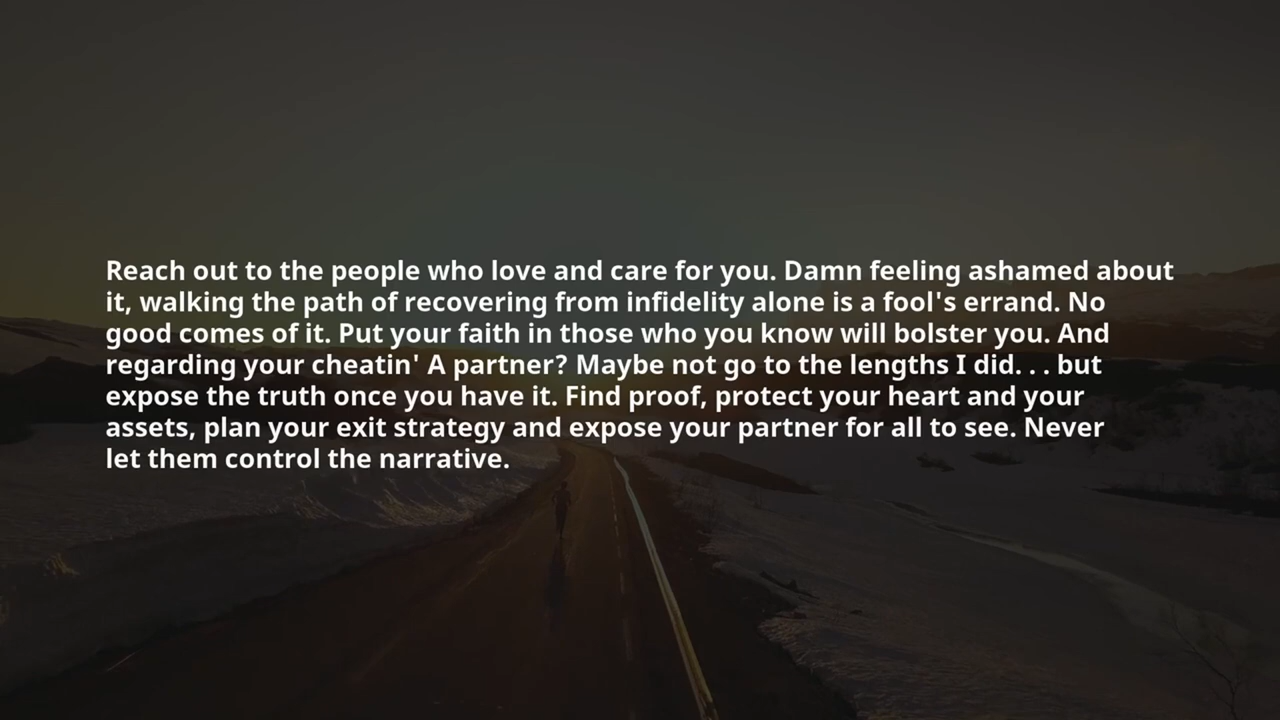 Reach out to the people who love and care for you. Damn feeling ashamed about
it, walking the path of recovering from infidelity alone is a fool's errand. No
good comes of it. Put your faith in those who you know will bolster you. And
regarding your cheatin' A partner? Maybe not go to the lengths I did. . . but
expose the truth once you have it. Find proof, protect your heart and your
assets, plan your exit strategy and expose your partner for all to see. Never
let them control the narrative.